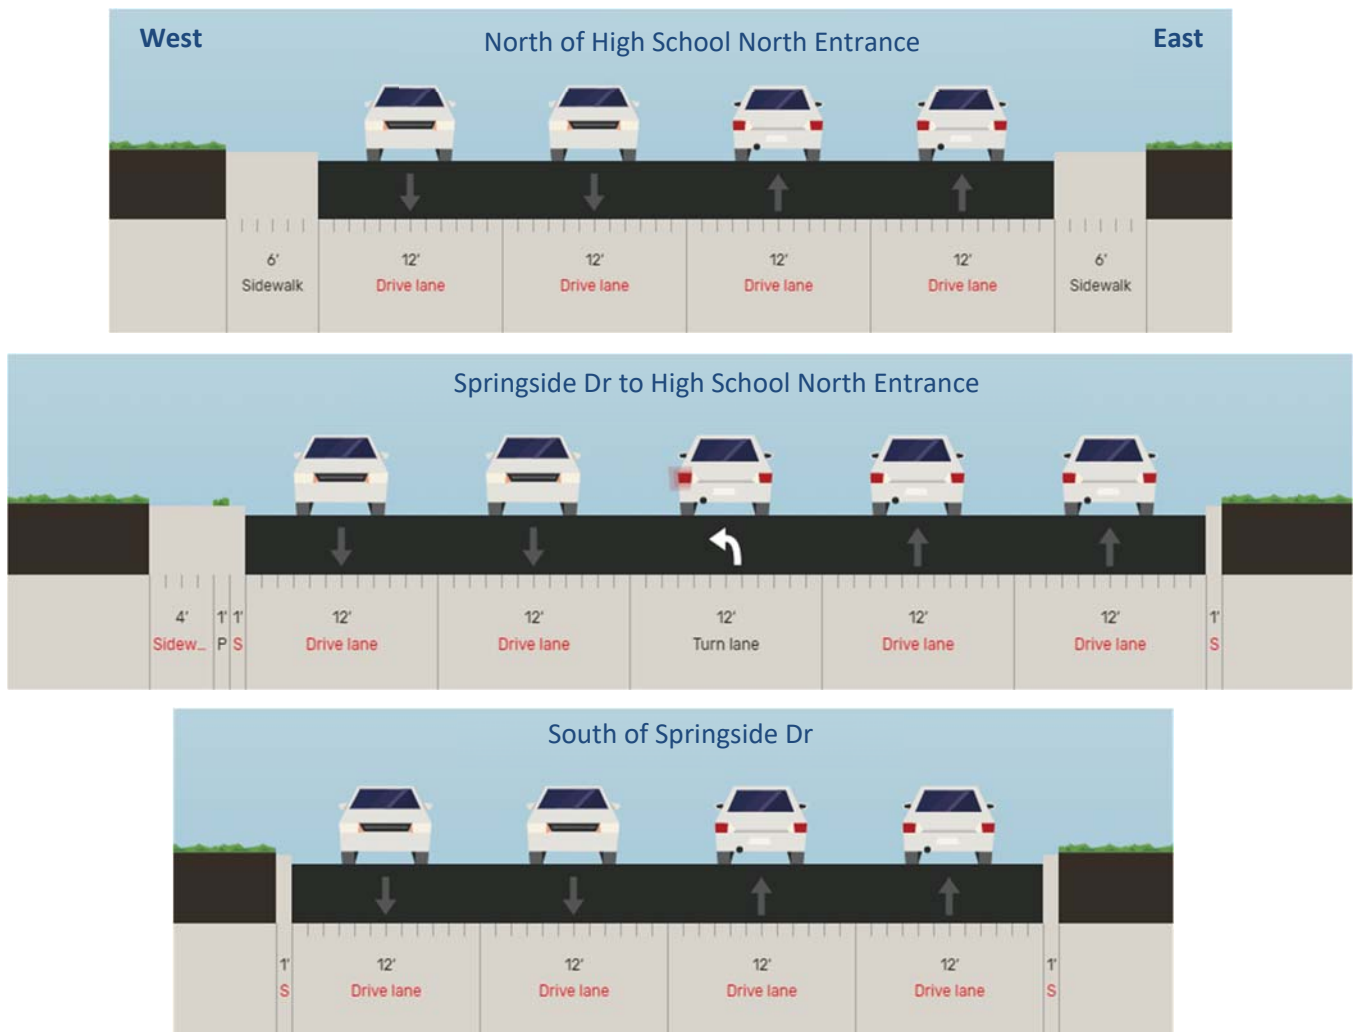 West North of High School North Entrance East
6' 12' 12' 12' 12' 6'
Sidewalk Drive lane Drive lane Drive lane Drive lane Sidewalk
Springside Dr to High School North Entrance
4' 1' 1' 12' 12' 12' 12' 12' 1'
Sidew... P S Drive lane Drive lane Turn lane Drive lane Drive lane S
South of Springside Dr
1' 12' 12' 12' 12' 1'
S Drive lane Drive lane Drive lane Drive lane S